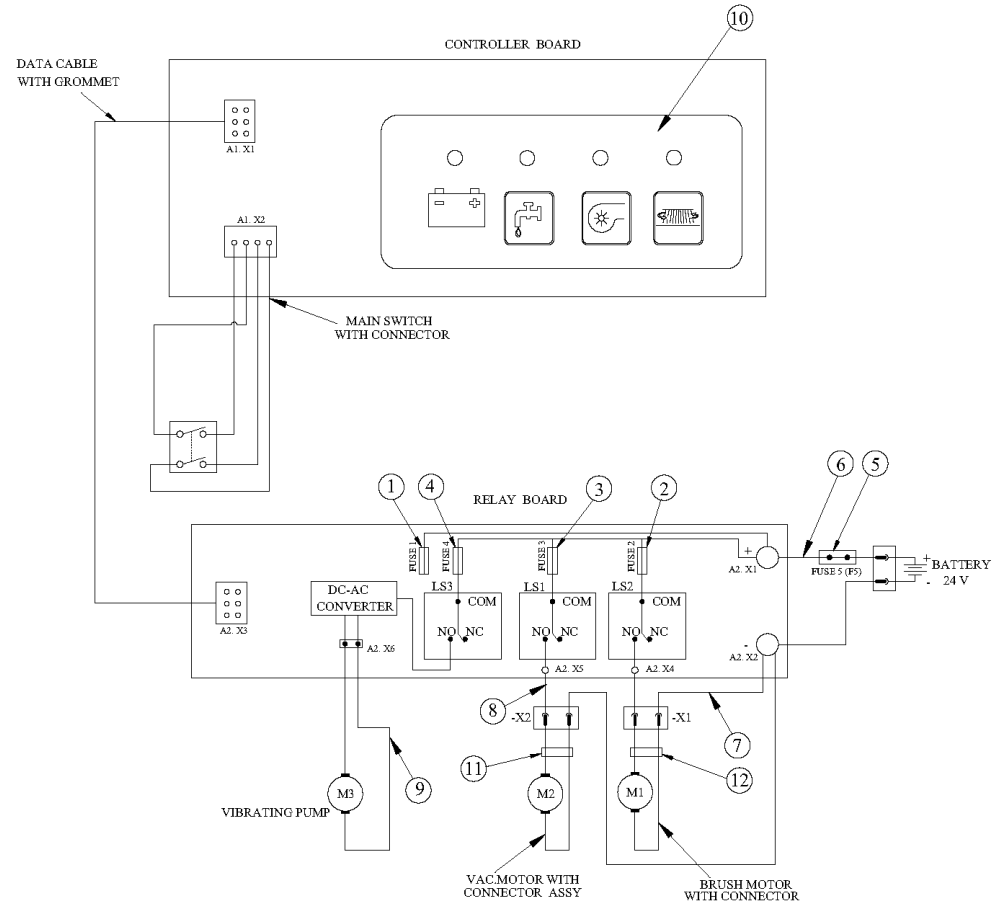 10
CONTROLLER BOARD
DATA CABLE
WITH GROMMET
A1. X1
A1. X2
- +
MAIN SWITCH
WITH CONNECTOR
1
4
RELAY BOARD
3
2
6
5
FUSE 1
FUSE 4
FUSE 3
FUSE 2
+
A2. X1
FUSE 5 (F5)
+
-
BATTERY
24 V
DC-AC
CONVERTER
LS3
COM
NO
NC
LS1
COM
NO
NC
LS2
COM
NO
NC
A2. X3
A2. X6
-
A2. X2
A2. X5
A2. X4
8
-X2
-X1
7
11
12
9
M3
M2
M1
VIBRATING PUMP
VAC.MOTOR WITH
CONNECTOR ASSY
BRUSH MOTOR
WITH CONNECTOR